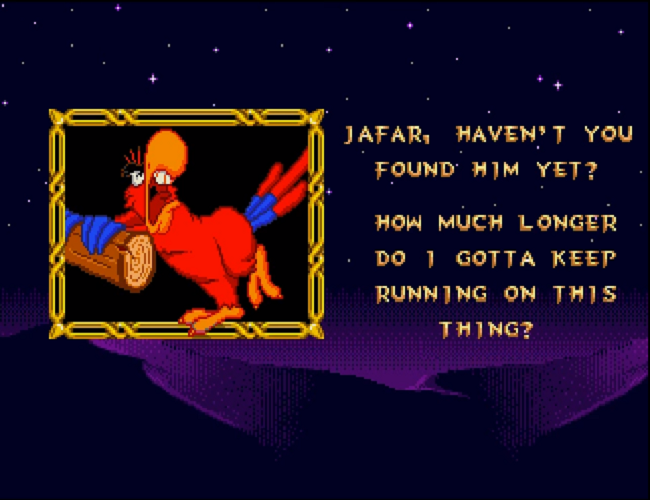 JAFAR, HAVEN'T YOU
FOUND HIM YET?
HOW MUCH LONGER
DO I GOTTA KEEP
RUNNING ON THIS
THING?